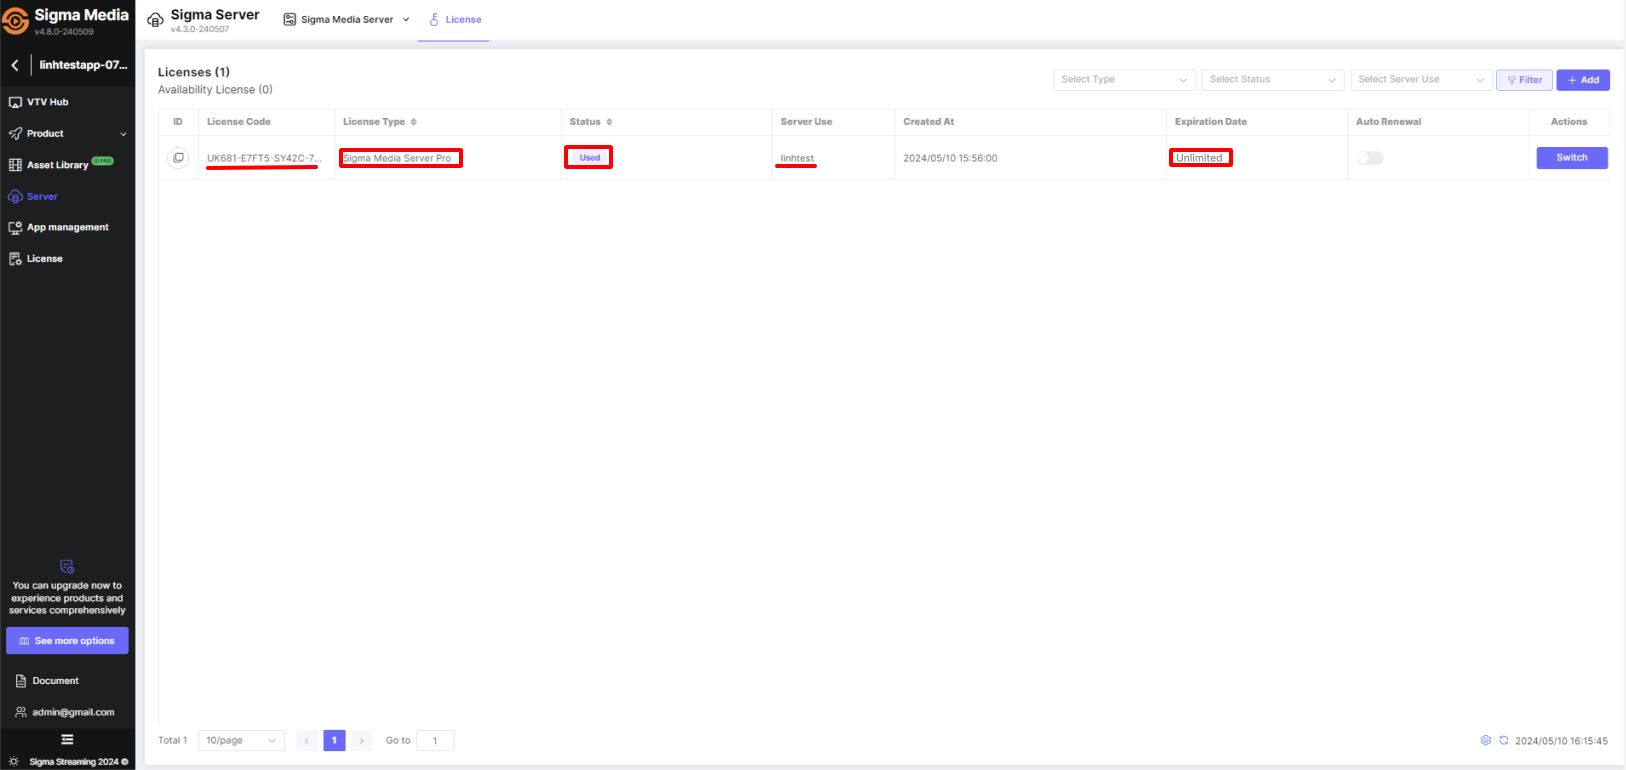 Sigma Media
v4.8.0-240509
linhtestapp-07...
VTV Hub
Product
Asset Library PRO
Server
App management
License
You can upgrade now to
experience products and
services comprehensively
See more options
Document
admin@gmail.com
Sigma Streaming 2024 ©
Sigma Server
v4.3.0-240507
Sigma Media Server
License
Licenses (1)
Availability License (0)
Select Type
Select Status
Select Server Use
Filter
+ Add
ID License Code License Type Status Server Use Created At Expiration Date Auto Renewal Actions
UK681-E7FT5-SY42C-7... Sigma Media Server Pro Used linhtest 2024/05/10 15:56:00 Unlimited Switch
Total 1 10/page < 1 > Go to 1
2024/05/10 16:15:45